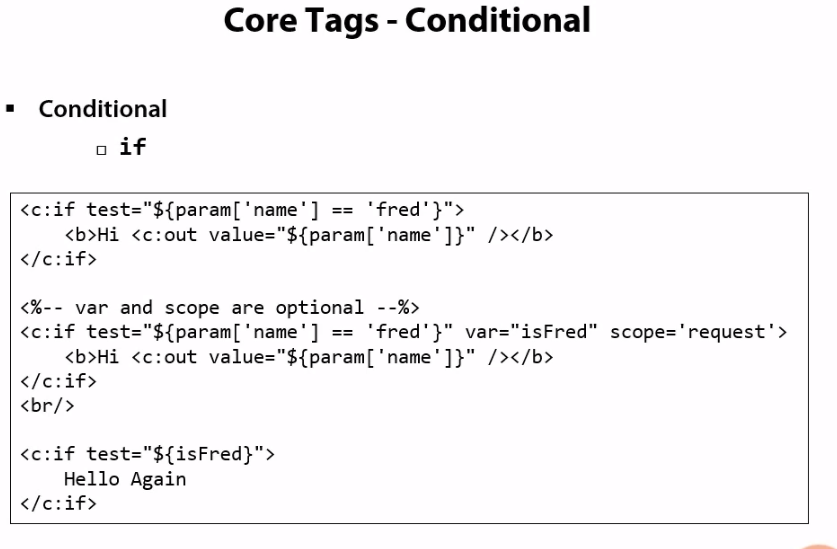 Core Tags - Conditional
▪ Conditional
□ if
<c:if test="${param['name'] == 'fred'}">
    <b>Hi <c:out value="${param['name']}" /></b>
</c:if>
<%-- var and scope are optional --%>
<c:if test="${param['name'] == 'fred'}" var="isFred" scope='request'>
    <b>Hi <c:out value="${param['name']}" /></b>
</c:if>
<br/>
<c:if test="${isFred}">
    Hello Again
</c:if>